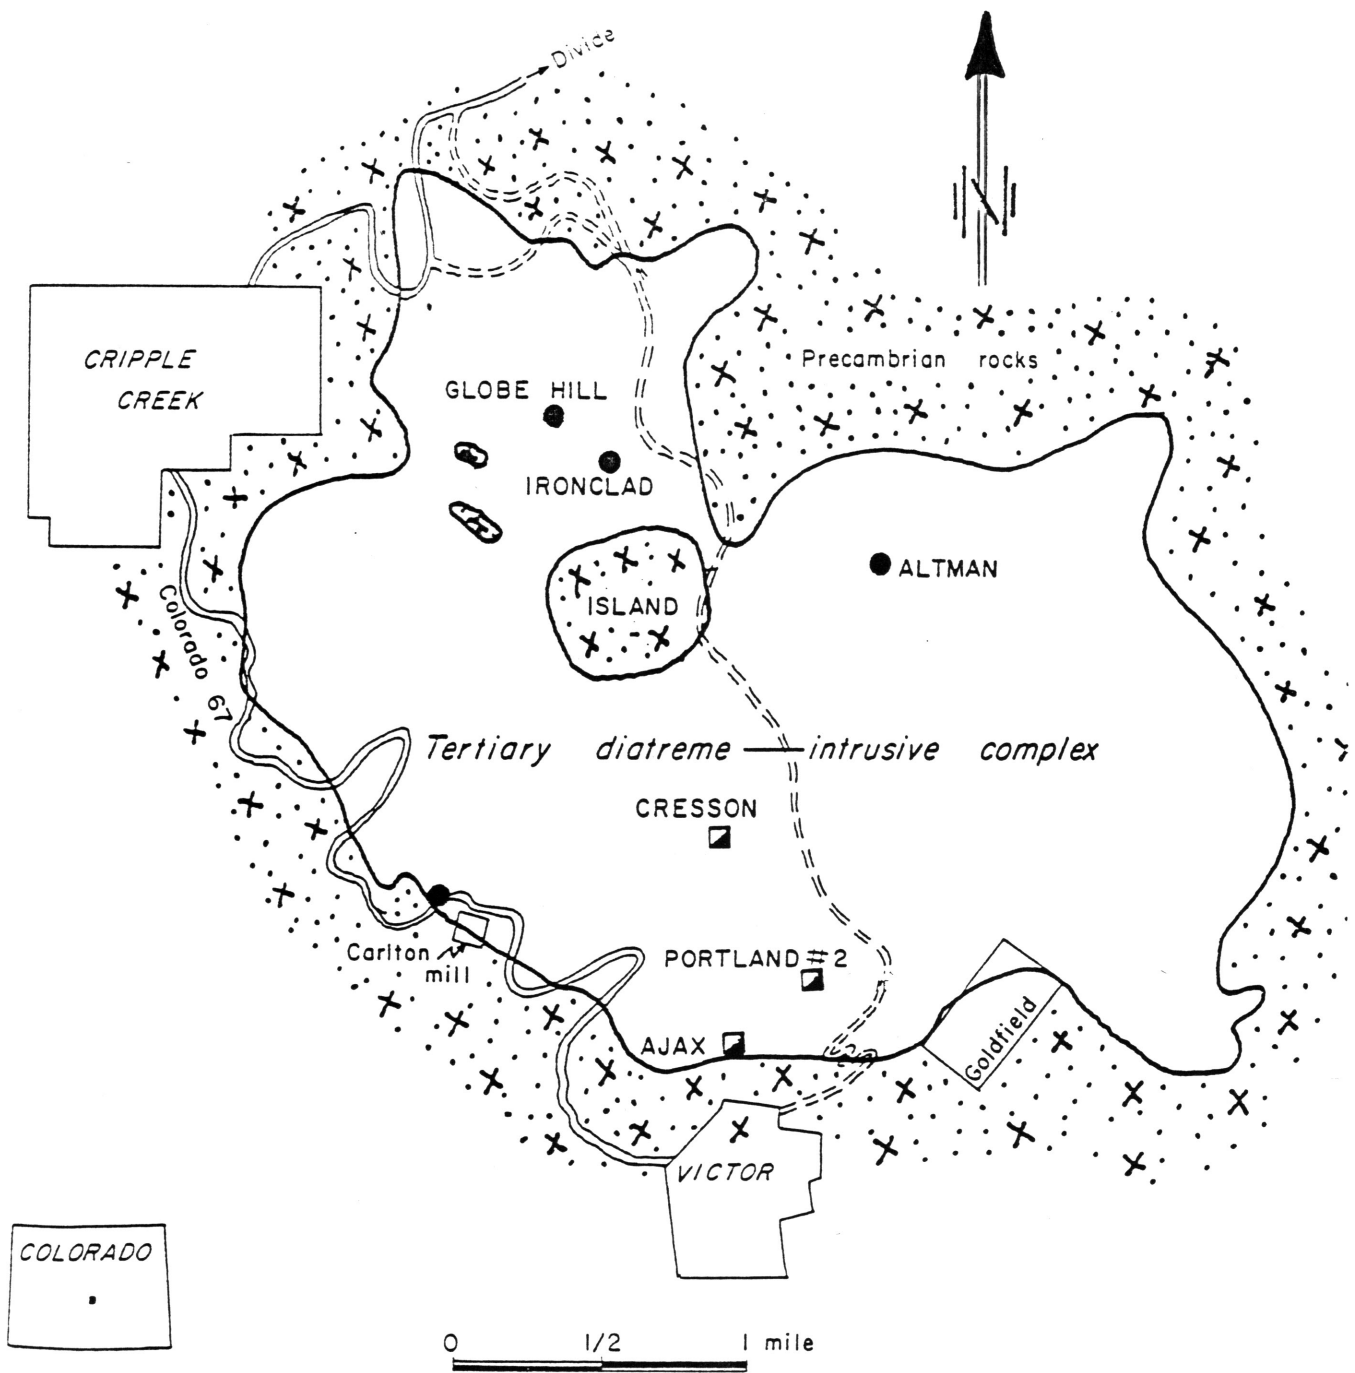 Divide
Precambrian rocks
CRIPPLE
CREEK
GLOBE HILL
IRONCLAD
ALTMAN
ISLAND
Colorado 67
Tertiary diatreme — intrusive complex
CRESSON
Carlton
mill
PORTLAND #2
Goldfield
AJAX
VICTOR
COLORADO
0 1/2 1 mile